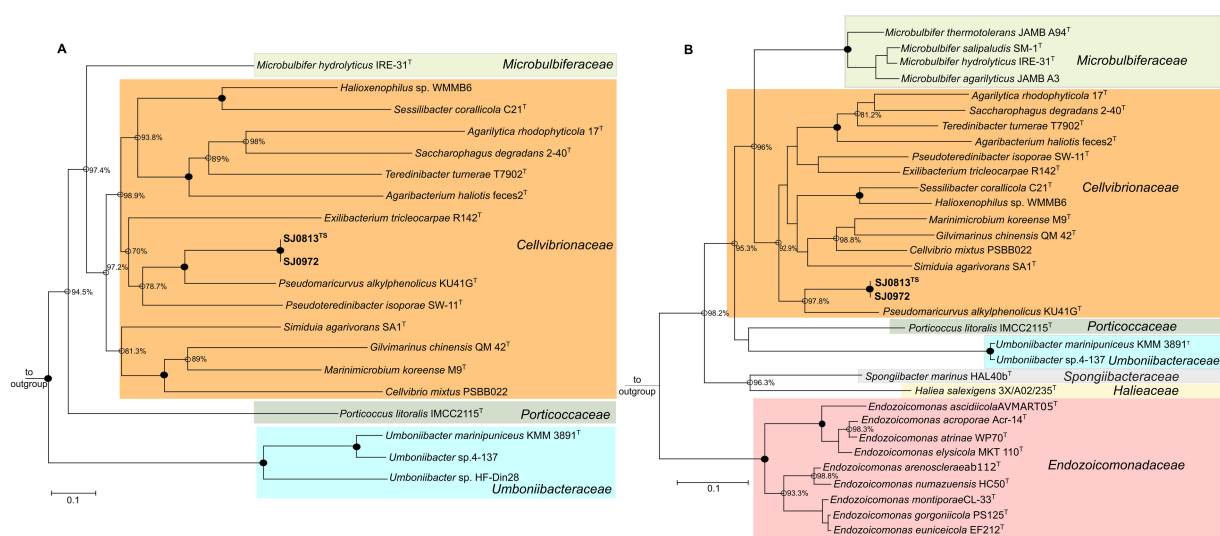 A
Microbulbifer hydrolyticus IRE-31T
Microbulbiferaceae
Halioxenophilus sp. WMMB6
Sessilibacter corallicola C21T
93.8%
Agarilytica rhodophyticola 17T
98%
Saccharophagus degradans 2-40T
89%
Teredinibacter turnerae T7902T
97.4%
Agaribacterium haliotis feces2T
98.9%
Exilibacterium tricleocarpae R142T
SJ0813TS
Cellvibrionaceae
70%
SJ0972
97.2%
78.7%
Pseudomaricurvus alkylphenolicus KU41GT
94.5%
Pseudoteredinibacter isoporae SW-11T
Simiduia agarivorans SA1T
81.3%
Gilvimarinus chinensis QM 42T
89%
Marinimicrobium koreense M9T
to
outgroup
Cellvibrio mixtus PSBB022
Porticoccus litoralis IMCC2115T
Porticoccaceae
Umboniibacter marinipuniceus KMM 3891T
Umboniibacter sp.4-137
Umboniibacter sp. HF-Din28
Umboniibacteraceae
0.1
B
Microbulbifer thermotolerans JAMB A94T
Microbulbifer salipaludis SM-1T
Microbulbifer hydrolyticus IRE-31T
Microbulbiferaceae
Microbulbifer agarilyticus JAMB A3
Agarilytica rhodophyticola 17T
81.2%
Saccharophagus degradans 2-40T
Teredinibacter turnerae T7902T
96%
Agaribacterium haliotis feces2T
Pseudoteredinibacter isoporae SW-11T
Exilibacterium tricleocarpae R142T
Sessilibacter corallicola C21T
Cellvibrionaceae
Halioxenophilus sp. WMMB6
Marinimicrobium koreense M9T
98.8%
Gilvimarinus chinensis QM 42T
95.3%
92.9%
Cellvibrio mixtus PSBB022
Simiduia agarivorans SA1T
SJ0813TS
97.8%
SJ0972
98.2%
Pseudomaricurvus alkylphenolicus KU41GT
Porticoccus litoralis IMCC2115T
Porticoccaceae
Umboniibacter marinipuniceus KMM 3891T
Umboniibacter sp.4-137
Umboniibacteraceae
to
outgroup
Spongiibacter marinus HAL40bT
Spongiibacteraceae
96.3%
Haliea salexigens 3X/A02/235T
Halieaceae
Endozoicomonas ascidiicolaAVMART05T
Endozoicomonas acroporae Acr-14T
98.3%
Endozoicomonas atrinae WP70T
Endozoicomonas elysicola MKT 110T
Endozoicomonadaceae
Endozoicomonas arenoscleraeab112T
98.8%
Endozoicomonas numazuensis HC50T
93.3%
Endozoicomonas montiporaeCL-33T
Endozoicomonas gorgoniicola PS125T
Endozoicomonas euniceicola EF212T
0.1